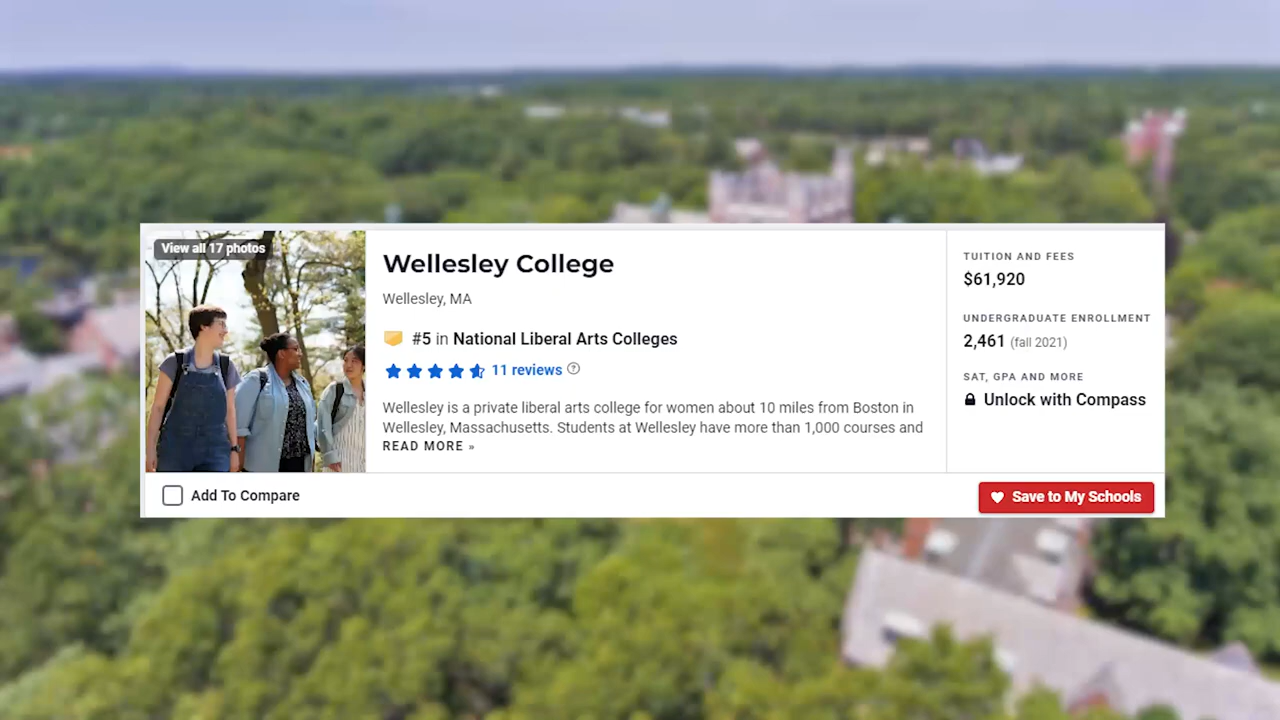 View all 17 photos
Wellesley College
Wellesley, MA
#5 in National Liberal Arts Colleges
11 reviews ?
Wellesley is a private liberal arts college for women about 10 miles from Boston in
Wellesley, Massachusetts. Students at Wellesley have more than 1,000 courses and
READ MORE »
TUITION AND FEES
$61,920
UNDERGRADUATE ENROLLMENT
2,461 (fall 2021)
SAT, GPA AND MORE
Unlock with Compass
Add To Compare
Save to My Schools